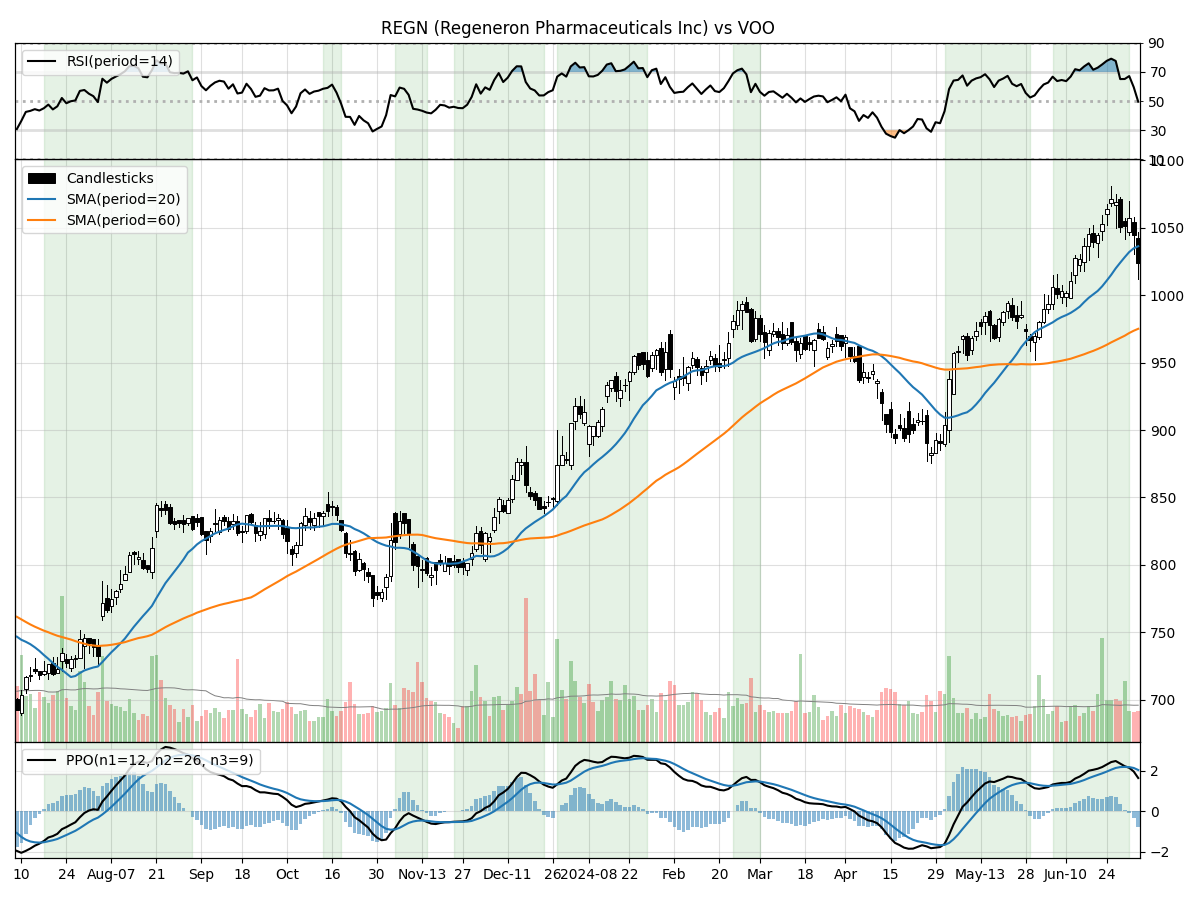 REGN (Regeneron Pharmaceuticals Inc) vs VOO
RSI(period=14)
90
70
50
30
10
Candlesticks
SMA(period=20)
SMA(period=60)
1100
1050
1000
950
900
850
800
750
700
PPO(n1=12, n2=26, n3=9)
2
0
−2
10 24 Aug-07 21 Sep 18 Oct 16 30 Nov-13 27 Dec-11 26 2024-08 22 Feb 20 Mar 18 Apr 15 29 May-13 28 Jun-10 24